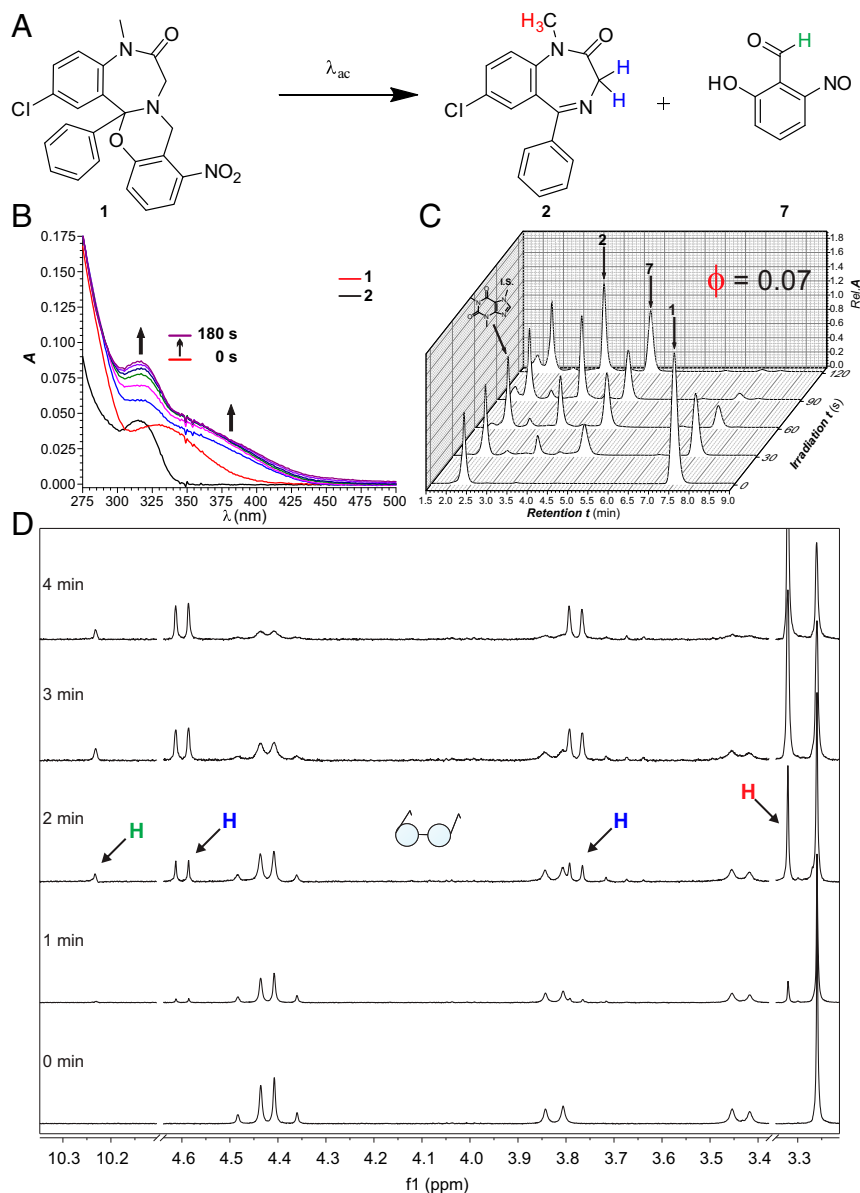 A
N
O
N
Cl
O
NO₂
1
λac
H₃C
N
O
H
H
N
Cl
2
+
O
H
HO
NO
7
B
0.175
0.150
0.125
0.100
0.075
0.050
0.025
0.000
A
1
2
180 s
0 s
275 300 325 350 375 400 425 450 475 500
λ (nm)
C
2
7
1
i.s.
ϕ = 0.07
1.8
1.6
1.4
1.2
1.0
0.8
0.6
0.4
0.2
0.0
Rel.A
120
90
60
30
0
Irradiation t (s)
1.5 2.0 2.5 3.0 3.5 4.0 4.5 5.0 5.5 6.0 6.5 7.0 7.5 8.0 8.5 9.0
Retention t (min)
D
4 min
3 min
2 min
H
H
H
H
1 min
0 min
10.3 10.2 4.6 4.5 4.4 4.3 4.2 4.1 4.0 3.9 3.8 3.7 3.6 3.5 3.4 3.3
f1 (ppm)